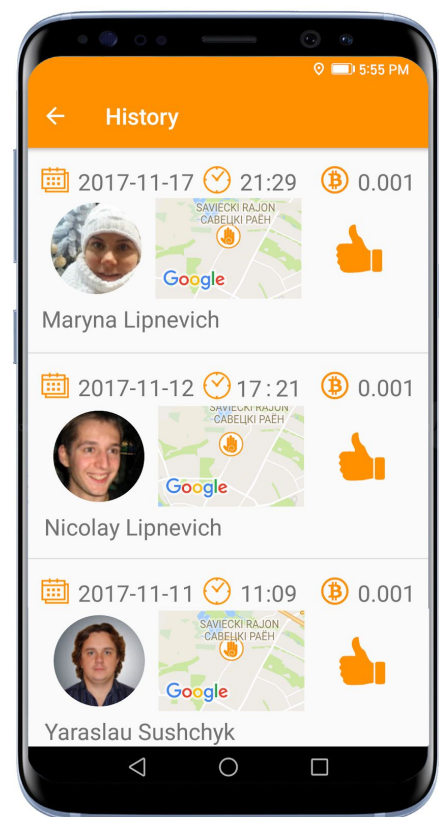 5:55 PM
History
2017-11-17 21:29 0.001
SAVIECKI RAJON
САВЕЦКІ РАЁН
Google
Maryna Lipnevich
2017-11-12 17:21 0.001
SAVIECKI RAJON
САВЕЦКІ РАЁН
Google
Nicolay Lipnevich
2017-11-11 11:09 0.001
SAVIECKI RAJON
САВЕЦКІ РАЁН
Google
Yaraslau Sushchyk